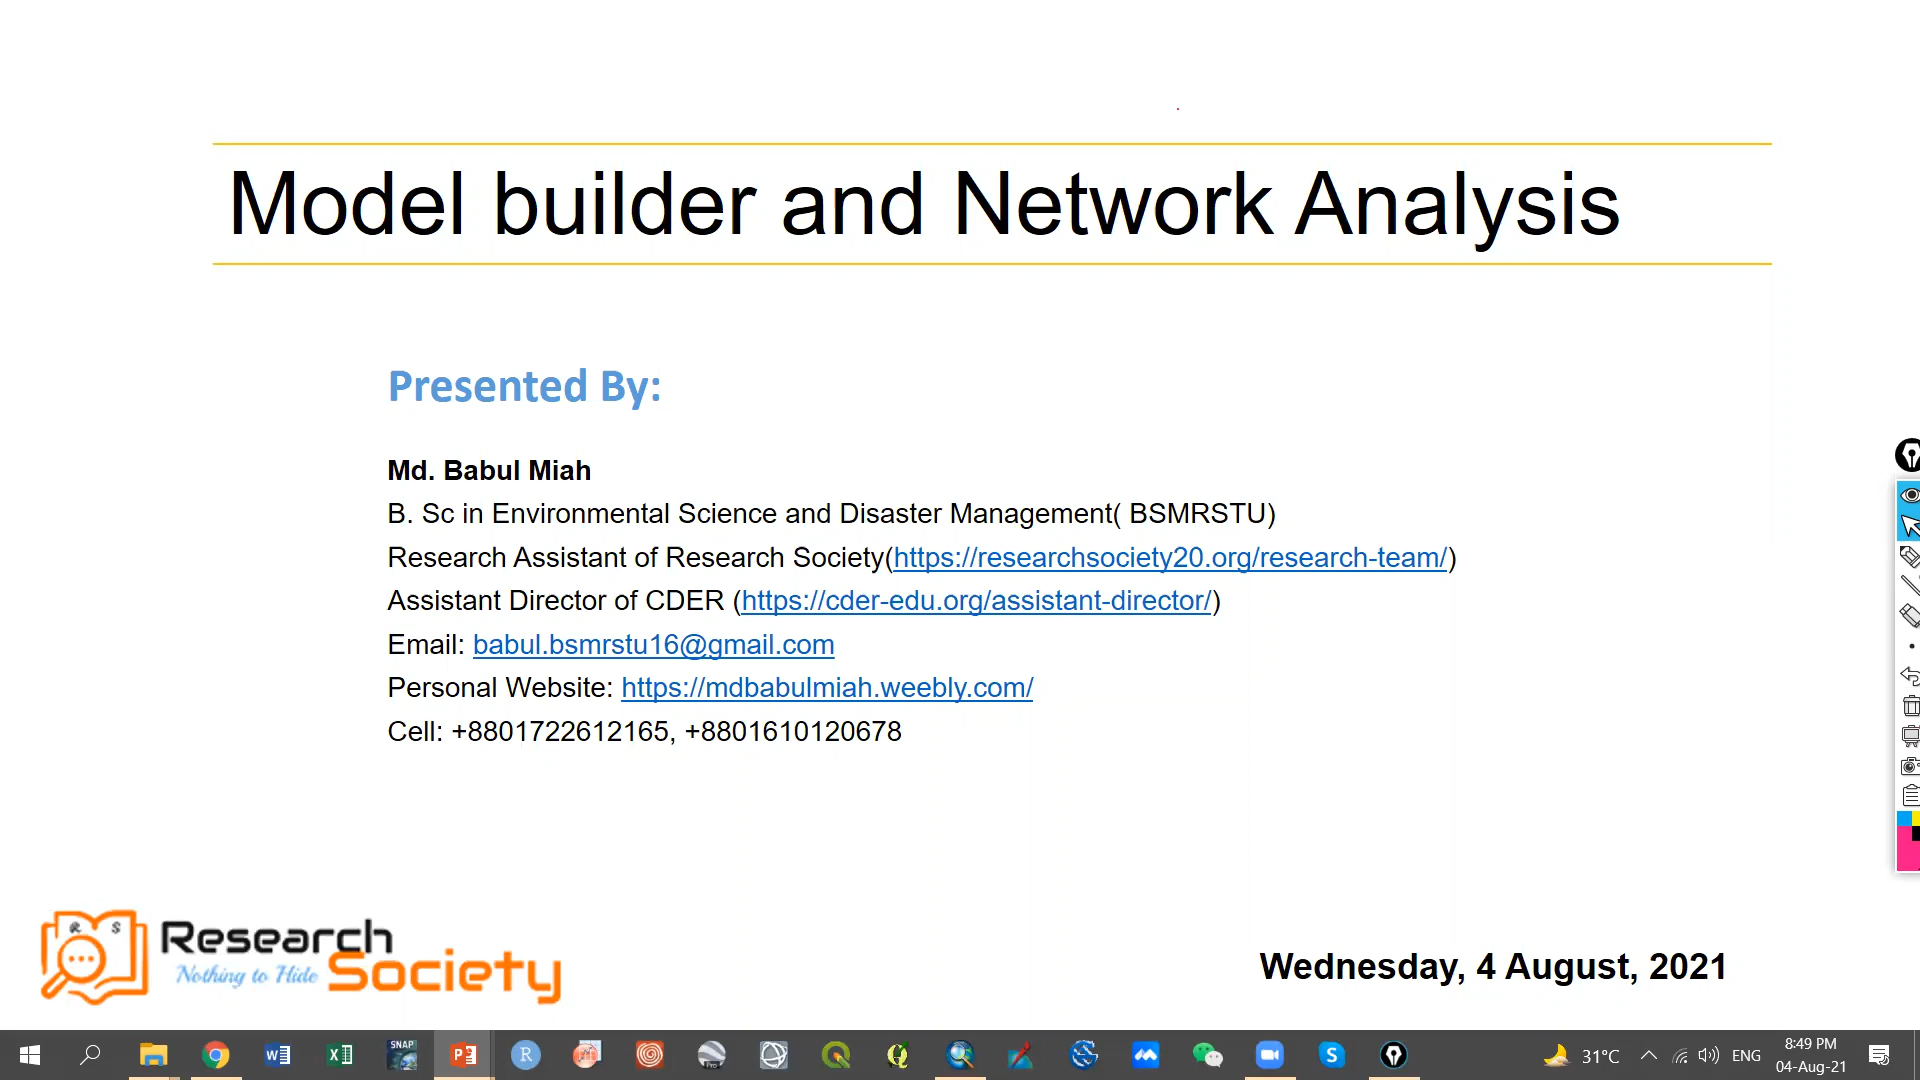 Model builder and Network Analysis
Presented By:
Md. Babul Miah
B. Sc in Environmental Science and Disaster Management( BSMRSTU)
Research Assistant of Research Society(https://researchsociety20.org/research-team/)
Assistant Director of CDER (https://cder-edu.org/assistant-director/)
Email: babul.bsmrstu16@gmail.com
Personal Website: https://mdbabulmiah.weebly.com/
Cell: +8801722612165, +8801610120678
R S
Research
Nothing to Hide Society
Wednesday, 4 August, 2021
SNAP
31°C
ENG
8:49 PM
04-Aug-21